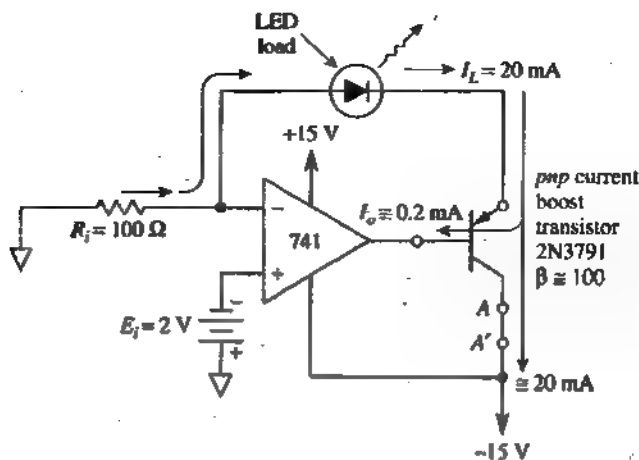 LED
load
I_L = 20 mA
+15 V
R_i = 100 Ω
−
741
+
I_o ≅ 0.2 mA
pnp current
boost
transistor
2N3791
β ≅ 100
−
E_i = 2 V
+
A
A′
≅ 20 mA
−15 V